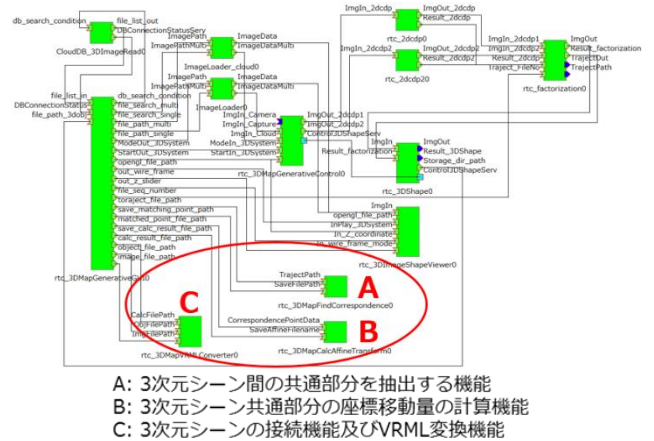 db_search_condition
file_list_out
DBConnectionStatusServ
CloudDB_3DImageRead0
ImagePath
ImagePathMulti
ImageData
ImageDataMulti
ImageLoader_cloud0
ImagePath
ImagePathMulti
ImageData
ImageDataMulti
ImageLoader0
ImgIn_2dcdp
ImgOut_2dcdp
Result_2dcdp
rtc_2dcdp0
ImgIn_2dcdp2
ImgOut_2dcdp2
Result_2dcdp2
rtc_2dcdp20
ImgIn_2dcdp1
ImgIn_2dcdp2
Result_2dcdp1
Result_2dcdp2
Traject_FileNo
ImgOut
Result_factorization
TrajectOut
TrajectPath
rtc_factorization0
file_list_in
DBConnectionStatus
file_path_3dobj
db_search_condition
file_search_multi
file_search_single
file_path_multi
file_path_single
ModeOut_3DSystem
StartOut_3DSystem
opengl_file_path
out_wire_frame
out_z_slider
file_seq_number
toraject_file_path
save_matching_point_path
matched_point_file_path
save_calc_result_file_path
calc_result_file_path
object_file_path
image_file_path
rtc_3DMapGenerativeGUI0
ImgIn_Camera
ImgIn_Capture
ImgIn_Cloud
ModeIn_3DSystem
StartIn_3DSystem
ImgOut_2dcdp1
ImgOut_2dcdp2
Control3DShapeServ
rtc_3DMapGenerativeControl0
ImgIn
Result_factorization
ImgOut
Result_3DShape
Storage_dir_path
Control3DShapeServ
rtc_3DShape0
ImgIn
opengl_file_path
InPlay_3DSystem
In_Z_coordinate
in_wire_frame_mode
rtc_3DImageShapeViewer0
TrajectPath
SaveFilePath
A
rtc_3DMapFindCorrespondence0
C
CorrespondencePointData
SaveAffineFilename
B
rtc_3DMapCalcAffineTransform0
CalcFilePath
ObjFilePath
ImgFilePath
rtc_3DMapVRMLConverter0
A: 3次元シーン間の共通部分を抽出する機能
B: 3次元シーン共通部分の座標移動量の計算機能
C: 3次元シーンの接続機能及びVRML変換機能